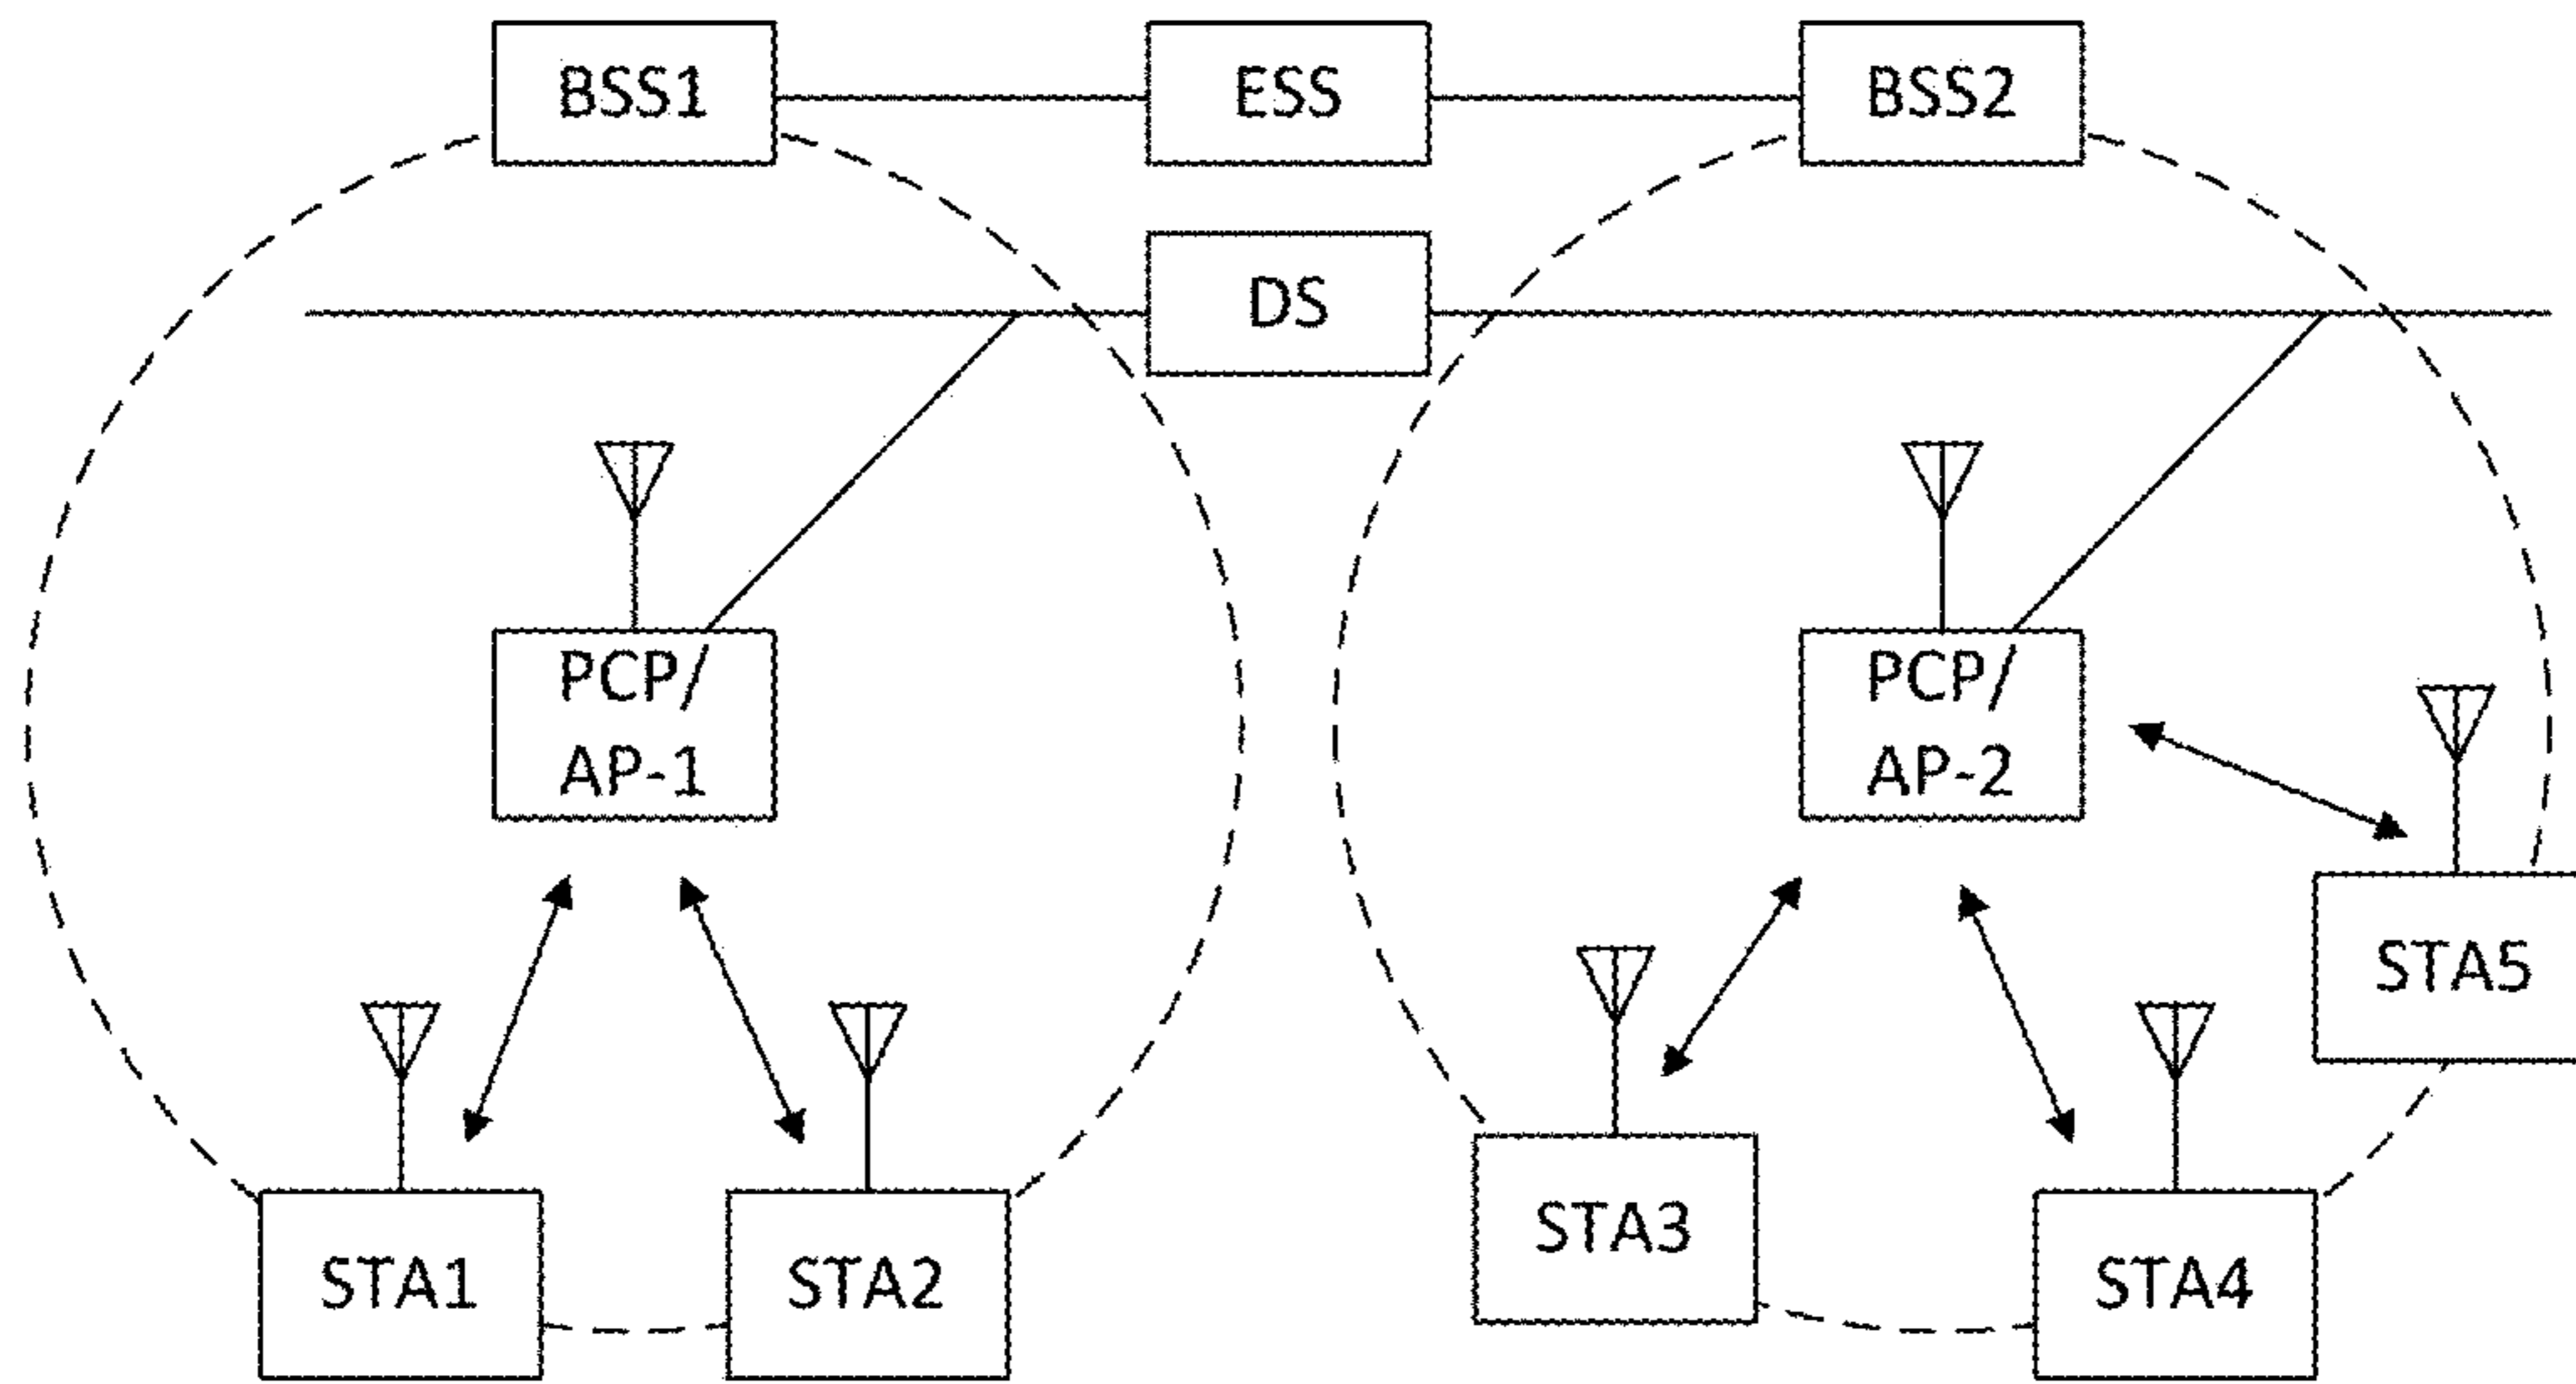 BSS1
ESS
BSS2
DS
PCP/
AP-1
PCP/
AP-2
STA5
STA3
STA1
STA2
STA4